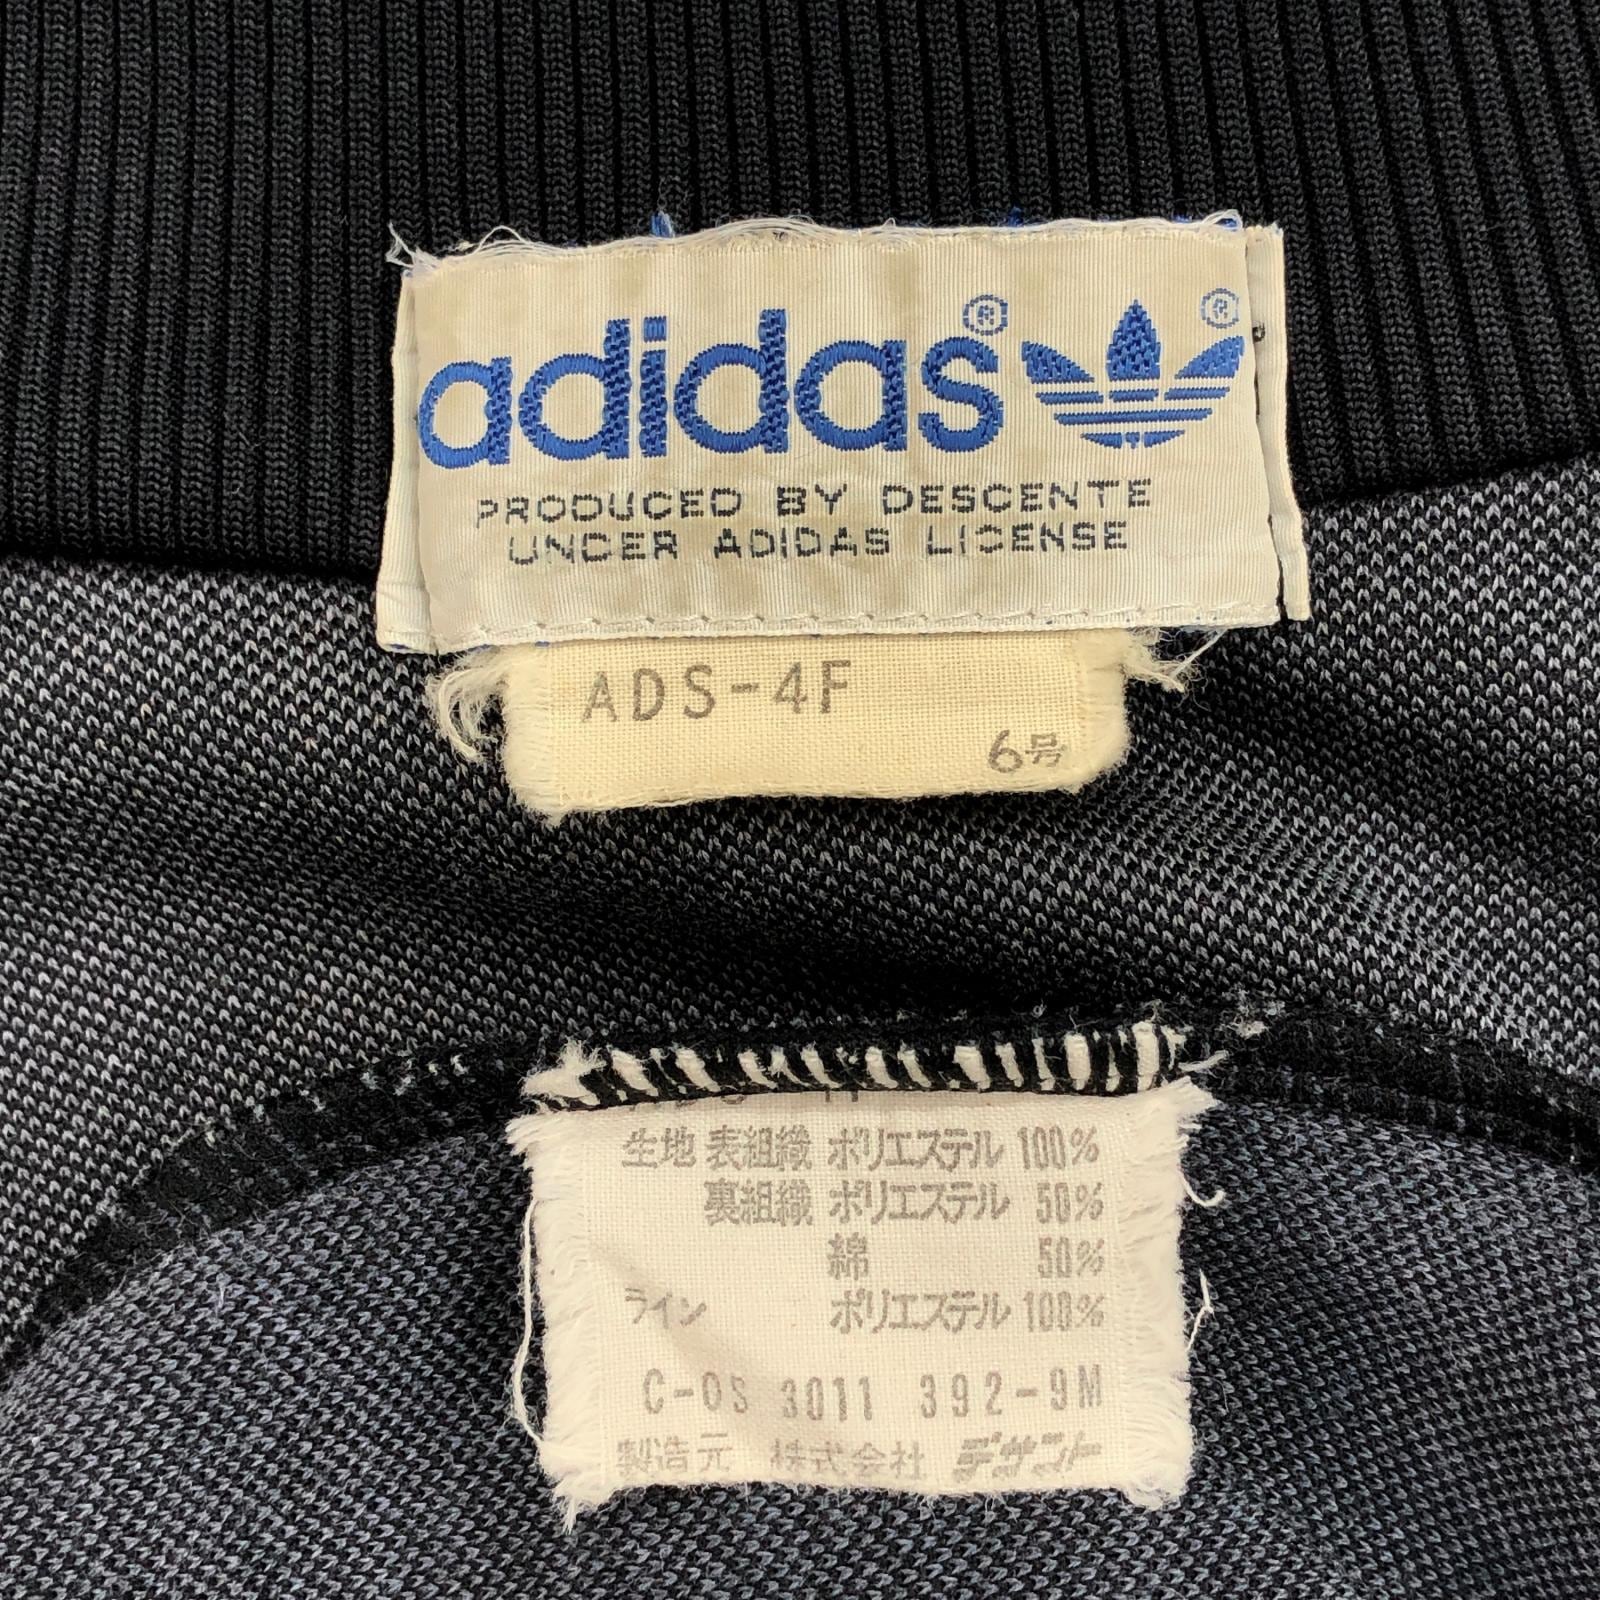 adidas® ®
PRODUCED BY DESCENTE
UNDER ADIDAS LICENSE
ADS-4F
6号
生地 表組織 ポリエステル 100%
裏組織 ポリエステル 50%
綿 50%
ライン ポリエステル 100%
C-OS 3011 392-9M
製造元 株式会社 デサント